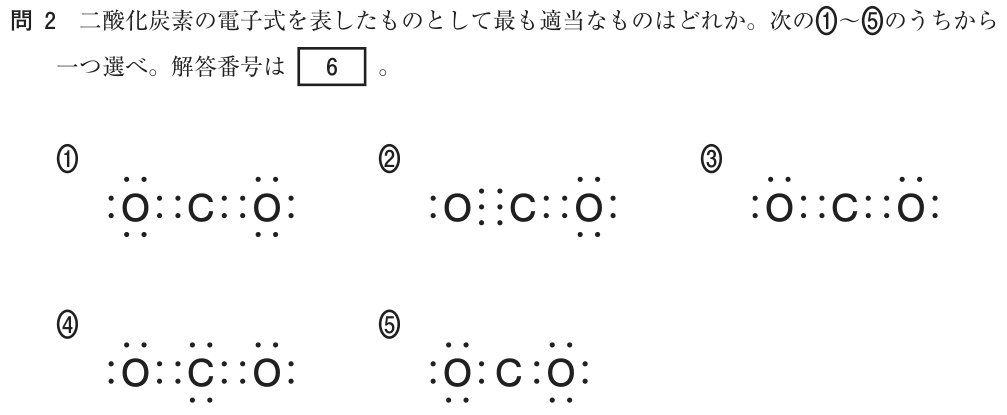 問 2 二酸化炭素の電子式を表したものとして最も適当なものはどれか。次の①～⑤のうちから
一つ選べ。解答番号は 6 。
① ② ③
:O::C::O: :O:::C::O: :O::C::O:
④ ⑤
:O::C::O: :O:C:O: